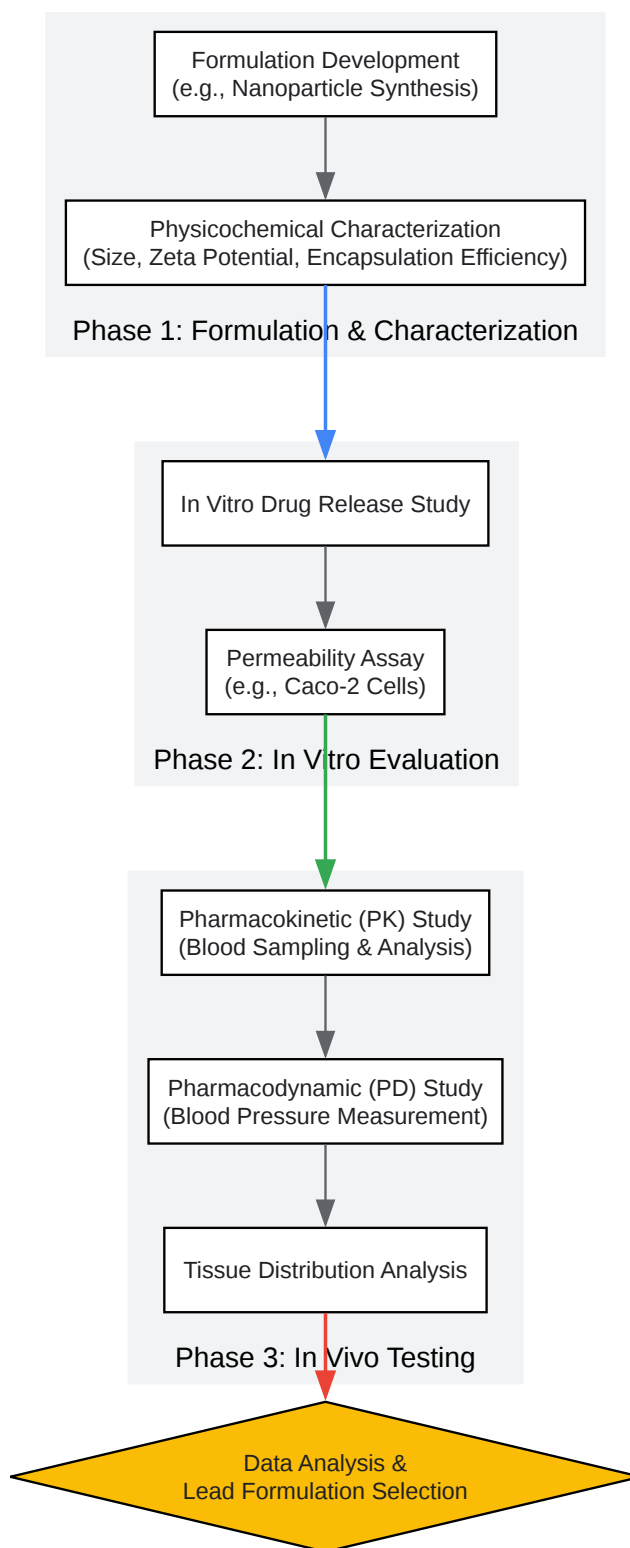 Formulation Development
(e.g., Nanoparticle Synthesis)
Physicochemical Characterization
(Size, Zeta Potential, Encapsulation Efficiency)
Phase 1: Formulation & Characterization
In Vitro Drug Release Study
Permeability Assay
(e.g., Caco-2 Cells)
Phase 2: In Vitro Evaluation
Pharmacokinetic (PK) Study
(Blood Sampling & Analysis)
Pharmacodynamic (PD) Study
(Blood Pressure Measurement)
Tissue Distribution Analysis
Phase 3: In Vivo Testing
Data Analysis &
Lead Formulation Selection